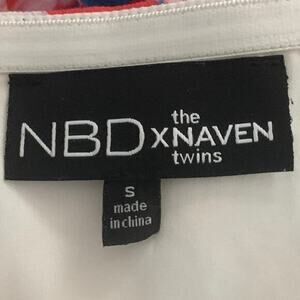 the
NBD x NAVEN
twins
S
made
in china